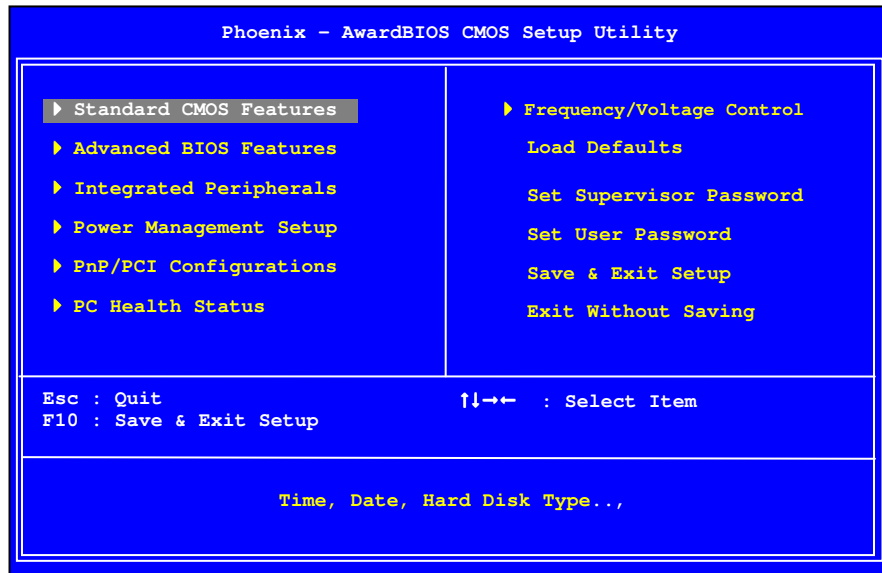 Phoenix – AwardBIOS CMOS Setup Utility
Standard CMOS Features
Advanced BIOS Features
Integrated Peripherals
Power Management Setup
PnP/PCI Configurations
PC Health Status
Frequency/Voltage Control
Load Defaults
Set Supervisor Password
Set User Password
Save & Exit Setup
Exit Without Saving
Esc : Quit
F10 : Save & Exit Setup
↑↓→← : Select Item
Time, Date, Hard Disk Type..,